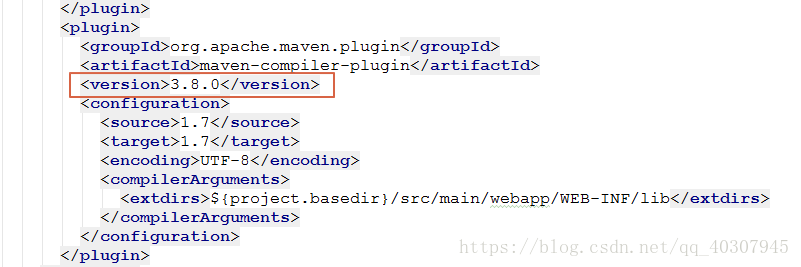 </plugin>
<plugin>
<groupId>org.apache.maven.plugin</groupId>
<artifactId>maven-compiler-plugin</artifactId>
<version>3.8.0</version>
<configuration>
<source>1.7</source>
<target>1.7</target>
<encoding>UTF-8</encoding>
<compilerArguments>
<extdirs>${project.basedir}/src/main/webapp/WEB-INF/lib</extdirs>
</compilerArguments>
</configuration>
</plugin>
https://blog.csdn.net/qq_40307945